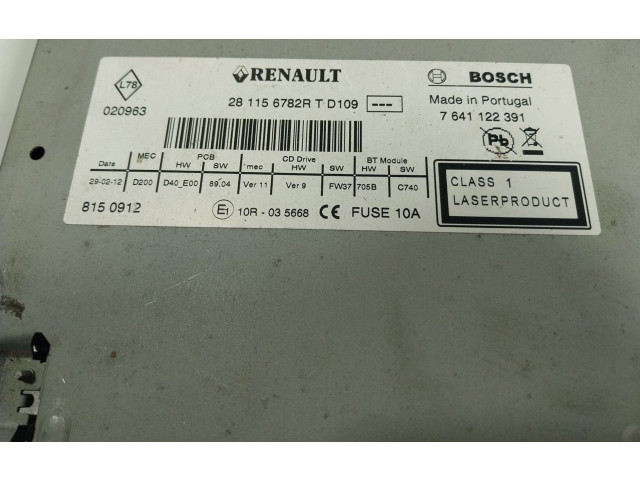 L78
RENAULT
BOSCH
020963
28 115 6782R T D109 ---
Made in Portugal
7 641 122 391
Pb
MEC PCB CD Drive BT Module
Date HW SW mec HW SW HW SW
29-02-12 D200 D40_E00 89.04 Ver 11 Ver 9 FW37 705B C740
CLASS 1
LASERPRODUCT
815 0912
E1 10R - 03 5668 CE FUSE 10A